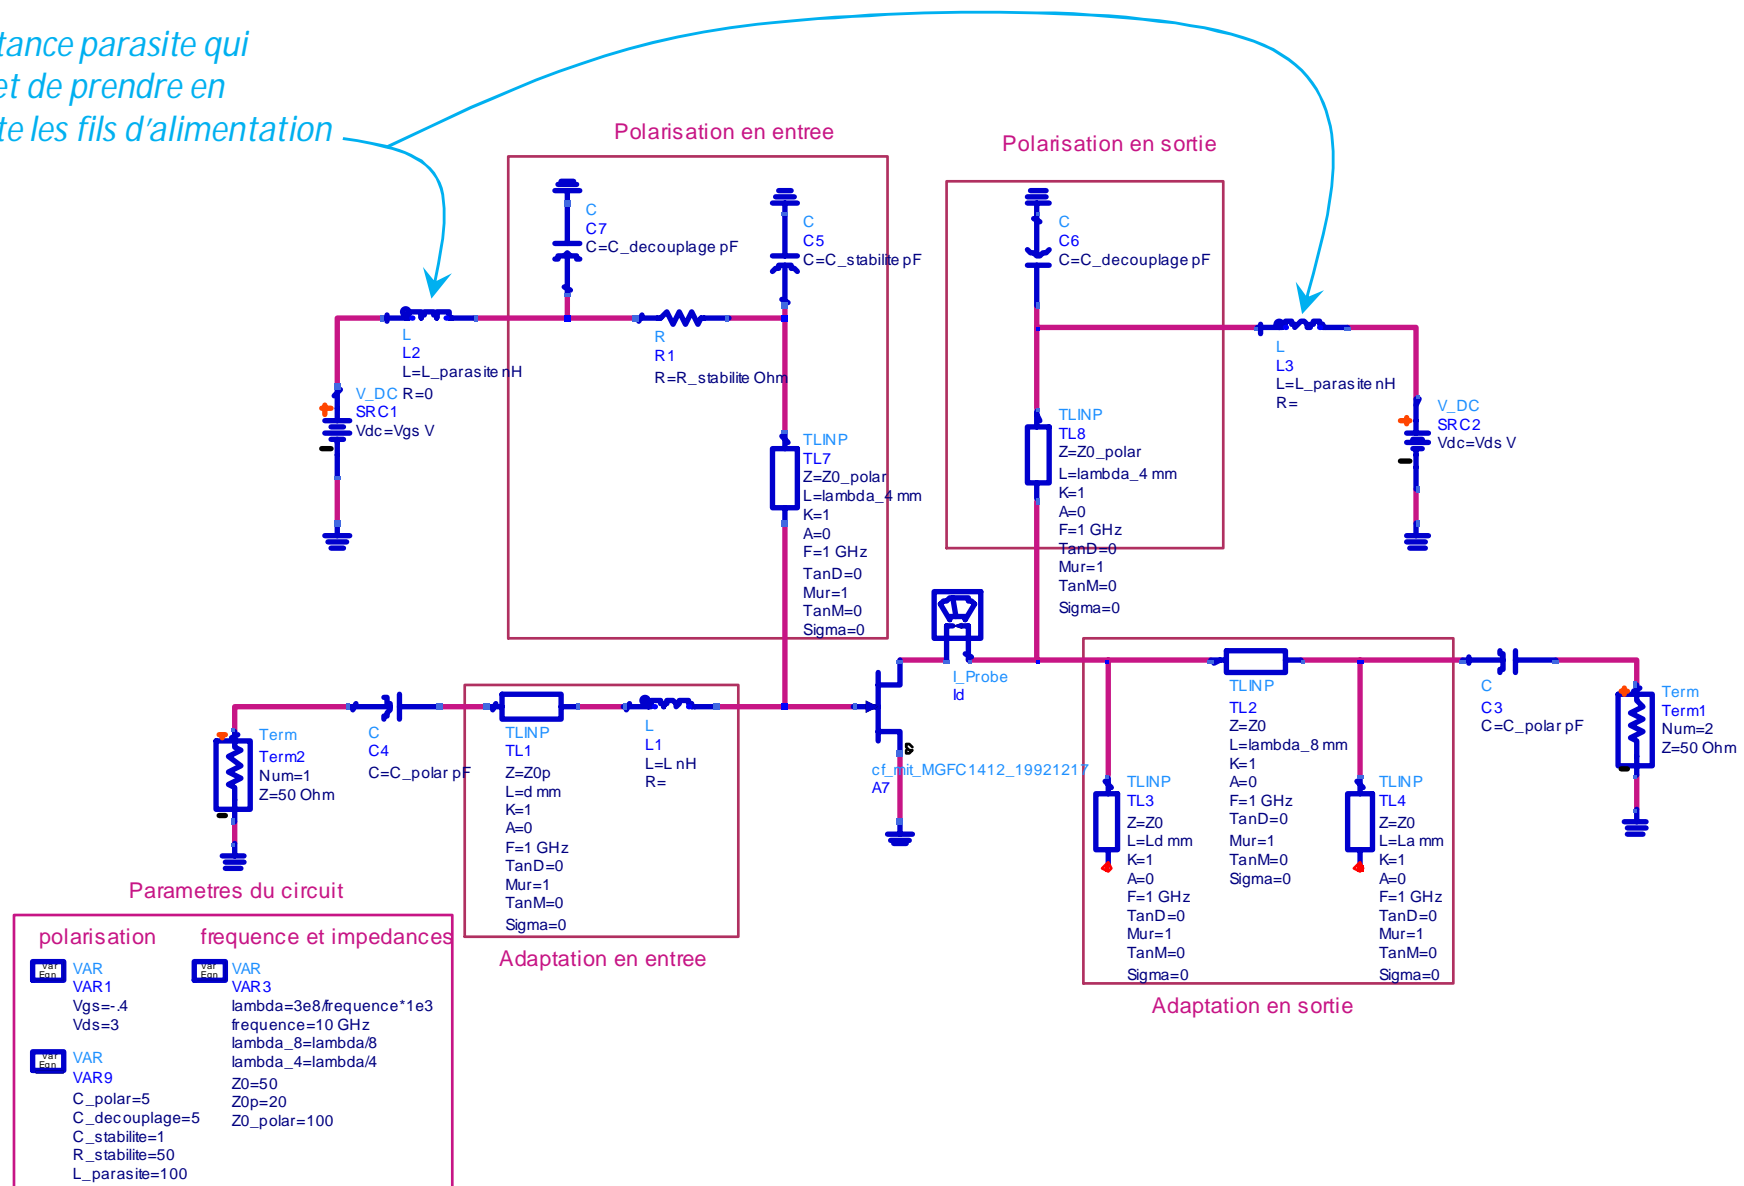 tance parasite qui
et de prendre en
te les fils d'alimentation
Polarisation en entree
Polarisation en sortie
C
C7
C=C_decouplage pF
C
C5
C=C_stabilite pF
C
C6
C=C_decouplage pF
L
L2
L=L_parasite nH
R=0
R
R1
R=R_stabilite Ohm
L
L3
L=L_parasite nH
R=
V_DC
SRC1
Vdc=Vgs V
V_DC
SRC2
Vdc=Vds V
TLINP
TL7
Z=Z0_polar
L=lambda_4 mm
K=1
A=0
F=1 GHz
TanD=0
Mur=1
TanM=0
Sigma=0
TLINP
TL8
Z=Z0_polar
L=lambda_4 mm
K=1
A=0
F=1 GHz
TanD=0
Mur=1
TanM=0
Sigma=0
I_Probe
Id
Term
Term2
Num=1
Z=50 Ohm
C
C4
C=C_polar pF
TLINP
TL1
Z=Z0p
L=d mm
K=1
A=0
F=1 GHz
TanD=0
Mur=1
TanM=0
Sigma=0
L
L1
L=L nH
R=
cf_mit_MGFC1412_19921217
A7
TLINP
TL2
Z=Z0
L=lambda_8 mm
K=1
A=0
F=1 GHz
TanD=0
Mur=1
TanM=0
Sigma=0
TLINP
TL3
Z=Z0
L=Ld mm
K=1
A=0
F=1 GHz
TanD=0
Mur=1
TanM=0
Sigma=0
TLINP
TL4
Z=Z0
L=La mm
K=1
A=0
F=1 GHz
TanD=0
Mur=1
TanM=0
Sigma=0
C
C3
C=C_polar pF
Term
Term1
Num=2
Z=50 Ohm
Adaptation en entree
Adaptation en sortie
Parametres du circuit
polarisation
Var
Eqn
VAR
VAR1
Vgs=-.4
Vds=3
Var
Eqn
VAR
VAR9
C_polar=5
C_decouplage=5
C_stabilite=1
R_stabilite=50
L_parasite=100
frequence et impedances
Var
Eqn
VAR
VAR3
lambda=3e8/frequence*1e3
frequence=10 GHz
lambda_8=lambda/8
lambda_4=lambda/4
Z0=50
Z0p=20
Z0_polar=100